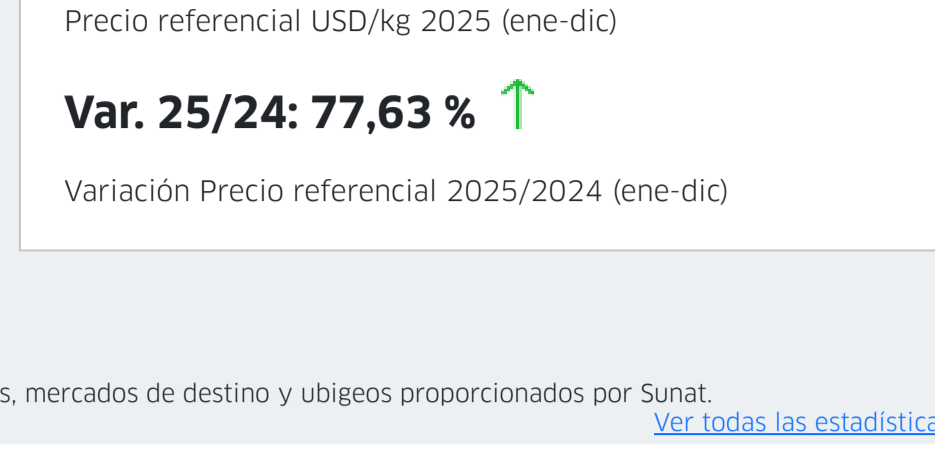 Precio referencial USD/kg 2025 (ene-dic)
Var. 25/24: 77,63 %
Variación Precio referencial 2025/2024 (ene-dic)
s, mercados de destino y ubigeos proporcionados por Sunat.
Ver todas las estadística